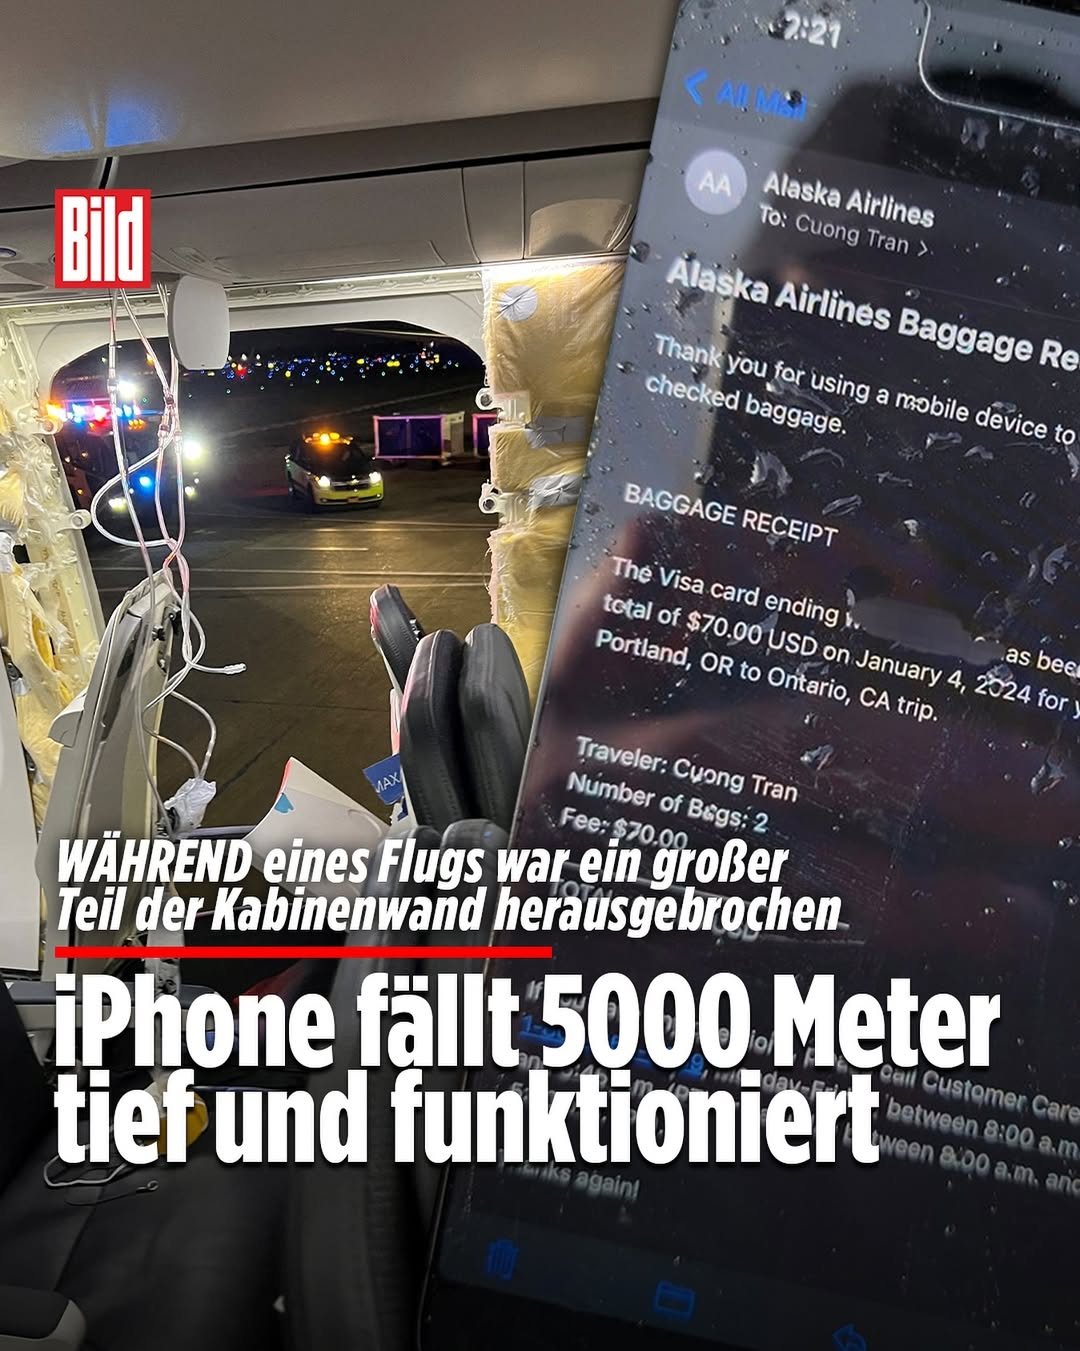 Bild
WÄHREND eines Flugs war ein großer
Teil der Kabinenwand herausgebrochen
iPhone fällt 5000 Meter
tief und funktioniert
MAX
2:21
All Mail
AA
Alaska Airlines
To: Cuong Tran
Alaska Airlines Baggage Re
Thank you for using a mobile device to
checked baggage.
BAGGAGE RECEIPT
The Visa card ending
as bee
total of $70.00 USD on January 4, 2024 for
Portland, OR to Ontario, CA trip.
Traveler: Cuong Tran
Number of Bags: 2
Fee: $70.00
call Customer Care
between 8:00 a.m.
between 8:00 a.m. and
again!